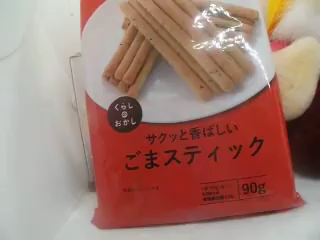 くらし
の
おかし
サクッと香ばしい
ごまスティック
90g